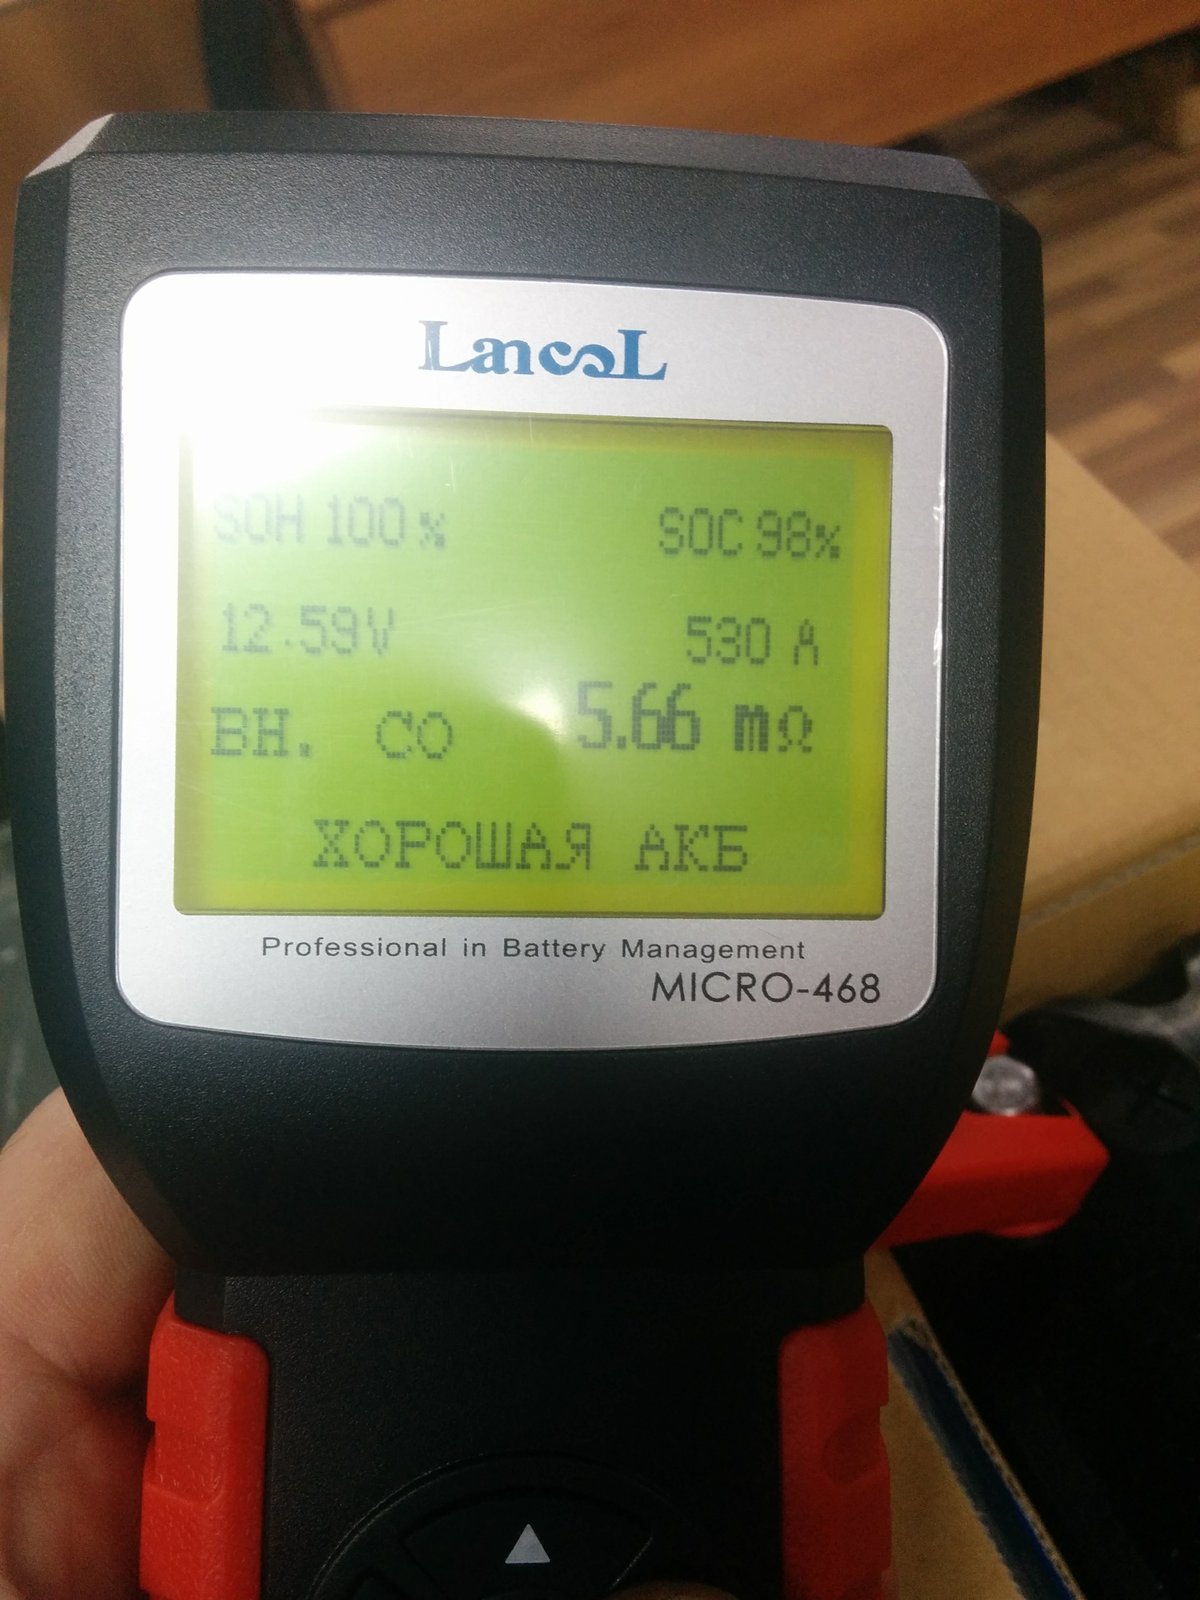 LancoL
SOH 100% SOC 98%
12.59V 530 A
ВН. СО 5.66 mΩ
ХОРОШАЯ АКБ
Professional in Battery Management
MICRO-468